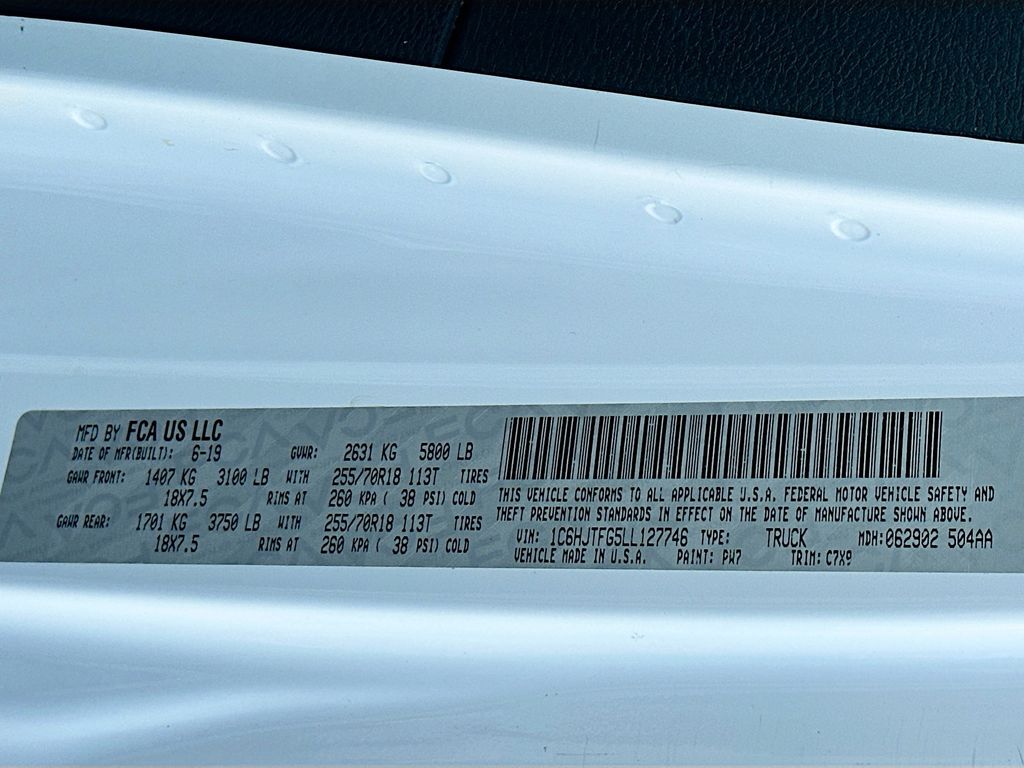 MFD BY FCA US LLC
DATE OF MFR(BUILT): 6-19 GVWR: 2631 KG 5800 LB
GAWR FRONT: 1407 KG 3100 LB WITH 255/70R18 113T TIRES
18X7.5 RIMS AT 260 KPA ( 38 PSI) COLD
GAWR REAR: 1701 KG 3750 LB WITH 255/70R18 113T TIRES
18X7.5 RIMS AT 260 KPA ( 38 PSI) COLD
THIS VEHICLE CONFORMS TO ALL APPLICABLE U.S.A. FEDERAL MOTOR VEHICLE SAFETY AND
THEFT PREVENTION STANDARDS IN EFFECT ON THE DATE OF MANUFACTURE SHOWN ABOVE.
VIN: 1C6HJTFG5LL127746 TYPE: TRUCK MDH: 062902 504AA
VEHICLE MADE IN U.S.A. PAINT: PW7 TRIM: C7X9